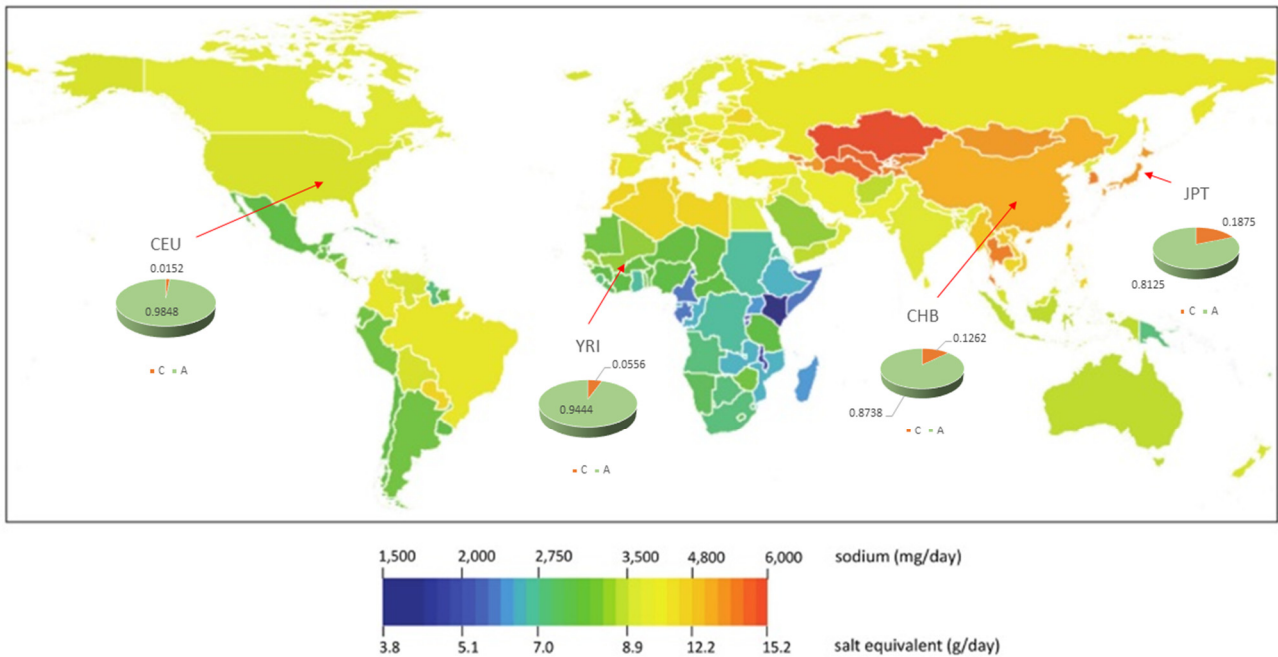 JPT
0.1875
0.8125
C A
CEU
0.0152
0.9848
C A
YRI
0.0556
0.9444
C A
CHB
0.1262
0.8738
C A
1,500 2,000 2,750 3,500 4,800 6,000 sodium (mg/day)
3.8 5.1 7.0 8.9 12.2 15.2 salt equivalent (g/day)